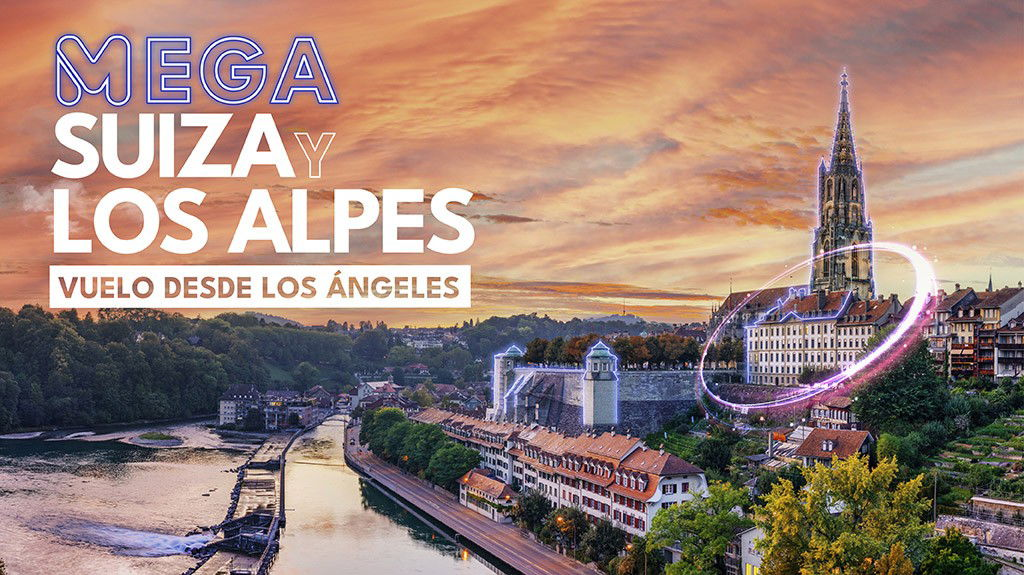 MEGA
SUIZA Y
LOS ALPES
VUELO DESDE LOS ÁNGELES